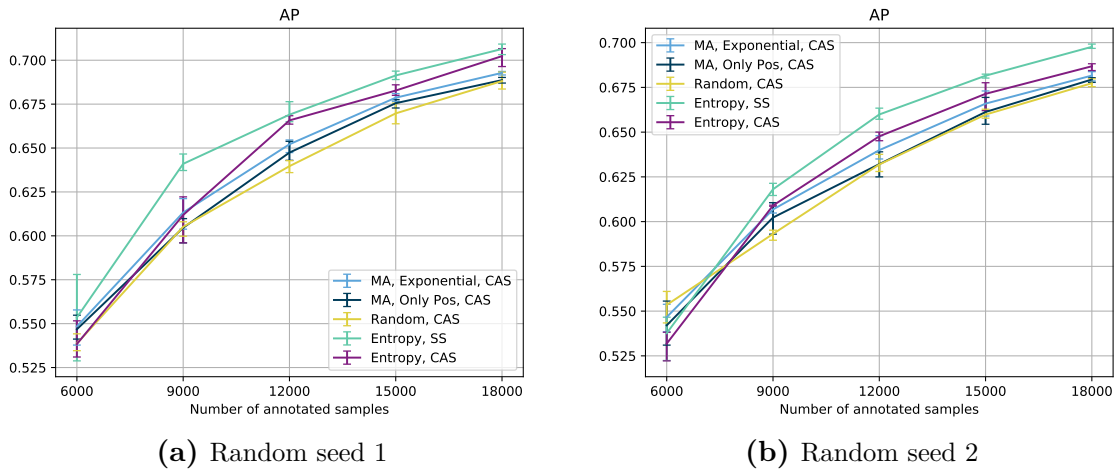 AP
0.700
0.675
0.650
0.625
0.600
0.575
0.550
0.525
MA, Exponential, CAS
MA, Only Pos, CAS
Random, CAS
Entropy, SS
Entropy, CAS
6000 9000 12000 15000 18000
Number of annotated samples
(a) Random seed 1
AP
0.700
0.675
0.650
0.625
0.600
0.575
0.550
0.525
MA, Exponential, CAS
MA, Only Pos, CAS
Random, CAS
Entropy, SS
Entropy, CAS
6000 9000 12000 15000 18000
Number of annotated samples
(b) Random seed 2